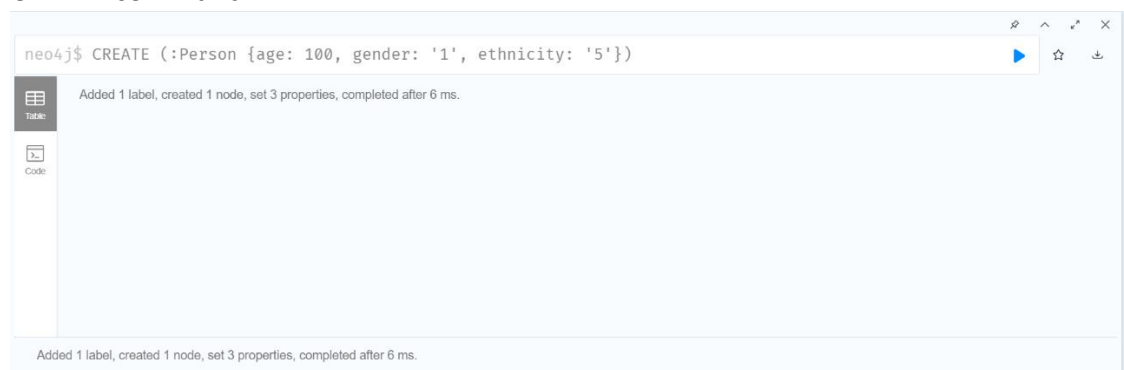 neo4j$ CREATE (:Person {age: 100, gender: '1', ethnicity: '5'})
Table
Added 1 label, created 1 node, set 3 properties, completed after 6 ms.
Code
Added 1 label, created 1 node, set 3 properties, completed after 6 ms.